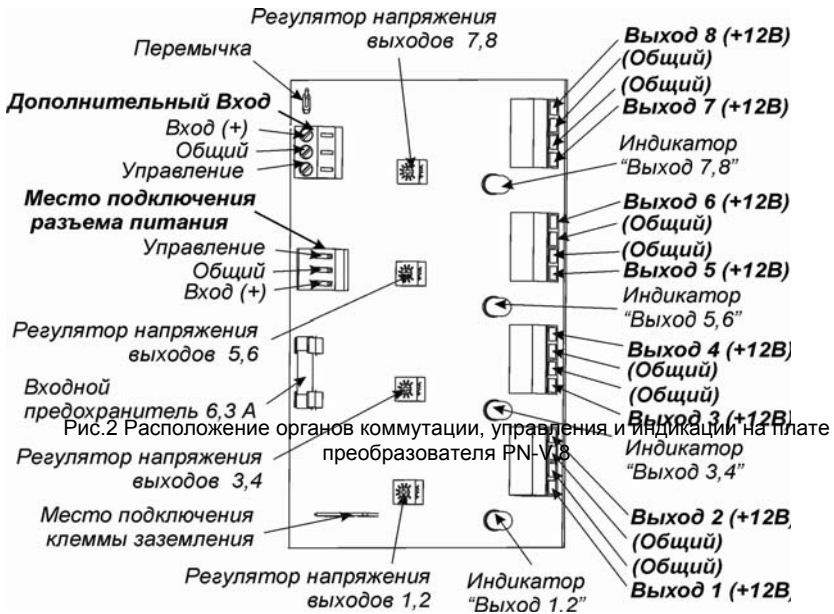 Регулятор напряжения
выходов 7,8
Перемычка
Дополнительный Вход
Вход (+)
Общий
Управление
Место подключения
разъема питания
Управление
Общий
Вход (+)
Регулятор напряжения
выходов 5,6
Входной
предохранитель 6,3 А
Регулятор напряжения
выходов 3,4
Место подключения
клеммы заземления
Регулятор напряжения
выходов 1,2
Выход 8 (+12В)
(Общий)
(Общий)
Выход 7 (+12В)
Индикатор
“Выход 7,8”
Выход 6 (+12В)
(Общий)
(Общий)
Выход 5 (+12В)
Индикатор
“Выход 5,6”
Выход 4 (+12В)
(Общий)
(Общий)
Выход 3 (+12В)
Рис.2 Расположение органов коммутации, управления и индикации на плате
преобразователя PN-V.8
Индикатор
“Выход 3,4”
Выход 2 (+12В)
(Общий)
(Общий)
Выход 1 (+12В)
Индикатор
“Выход 1,2”